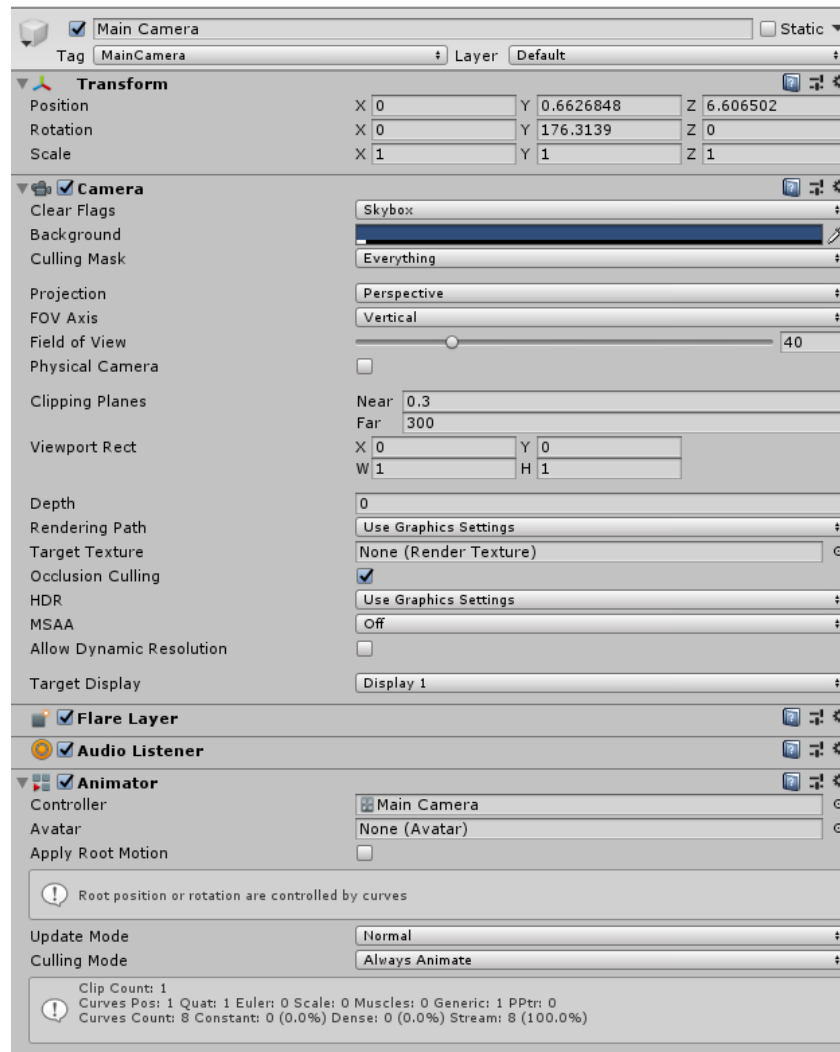 Main Camera Static
Tag MainCamera Layer Default
Transform
Position X 0 Y 0.6626848 Z 6.606502
Rotation X 0 Y 176.3139 Z 0
Scale X 1 Y 1 Z 1
Camera
Clear Flags Skybox
Background
Culling Mask Everything
Projection Perspective
FOV Axis Vertical
Field of View 40
Physical Camera
Clipping Planes Near 0.3
Far 300
Viewport Rect X 0 Y 0
W 1 H 1
Depth 0
Rendering Path Use Graphics Settings
Target Texture None (Render Texture)
Occlusion Culling
HDR Use Graphics Settings
MSAA Off
Allow Dynamic Resolution
Target Display Display 1
Flare Layer
Audio Listener
Animator
Controller Main Camera
Avatar None (Avatar)
Apply Root Motion
Root position or rotation are controlled by curves
Update Mode Normal
Culling Mode Always Animate
Clip Count: 1
Curves Pos: 1 Quat: 1 Euler: 0 Scale: 0 Muscles: 0 Generic: 1 PPtr: 0
Curves Count: 8 Constant: 0 (0.0%) Dense: 0 (0.0%) Stream: 8 (100.0%)